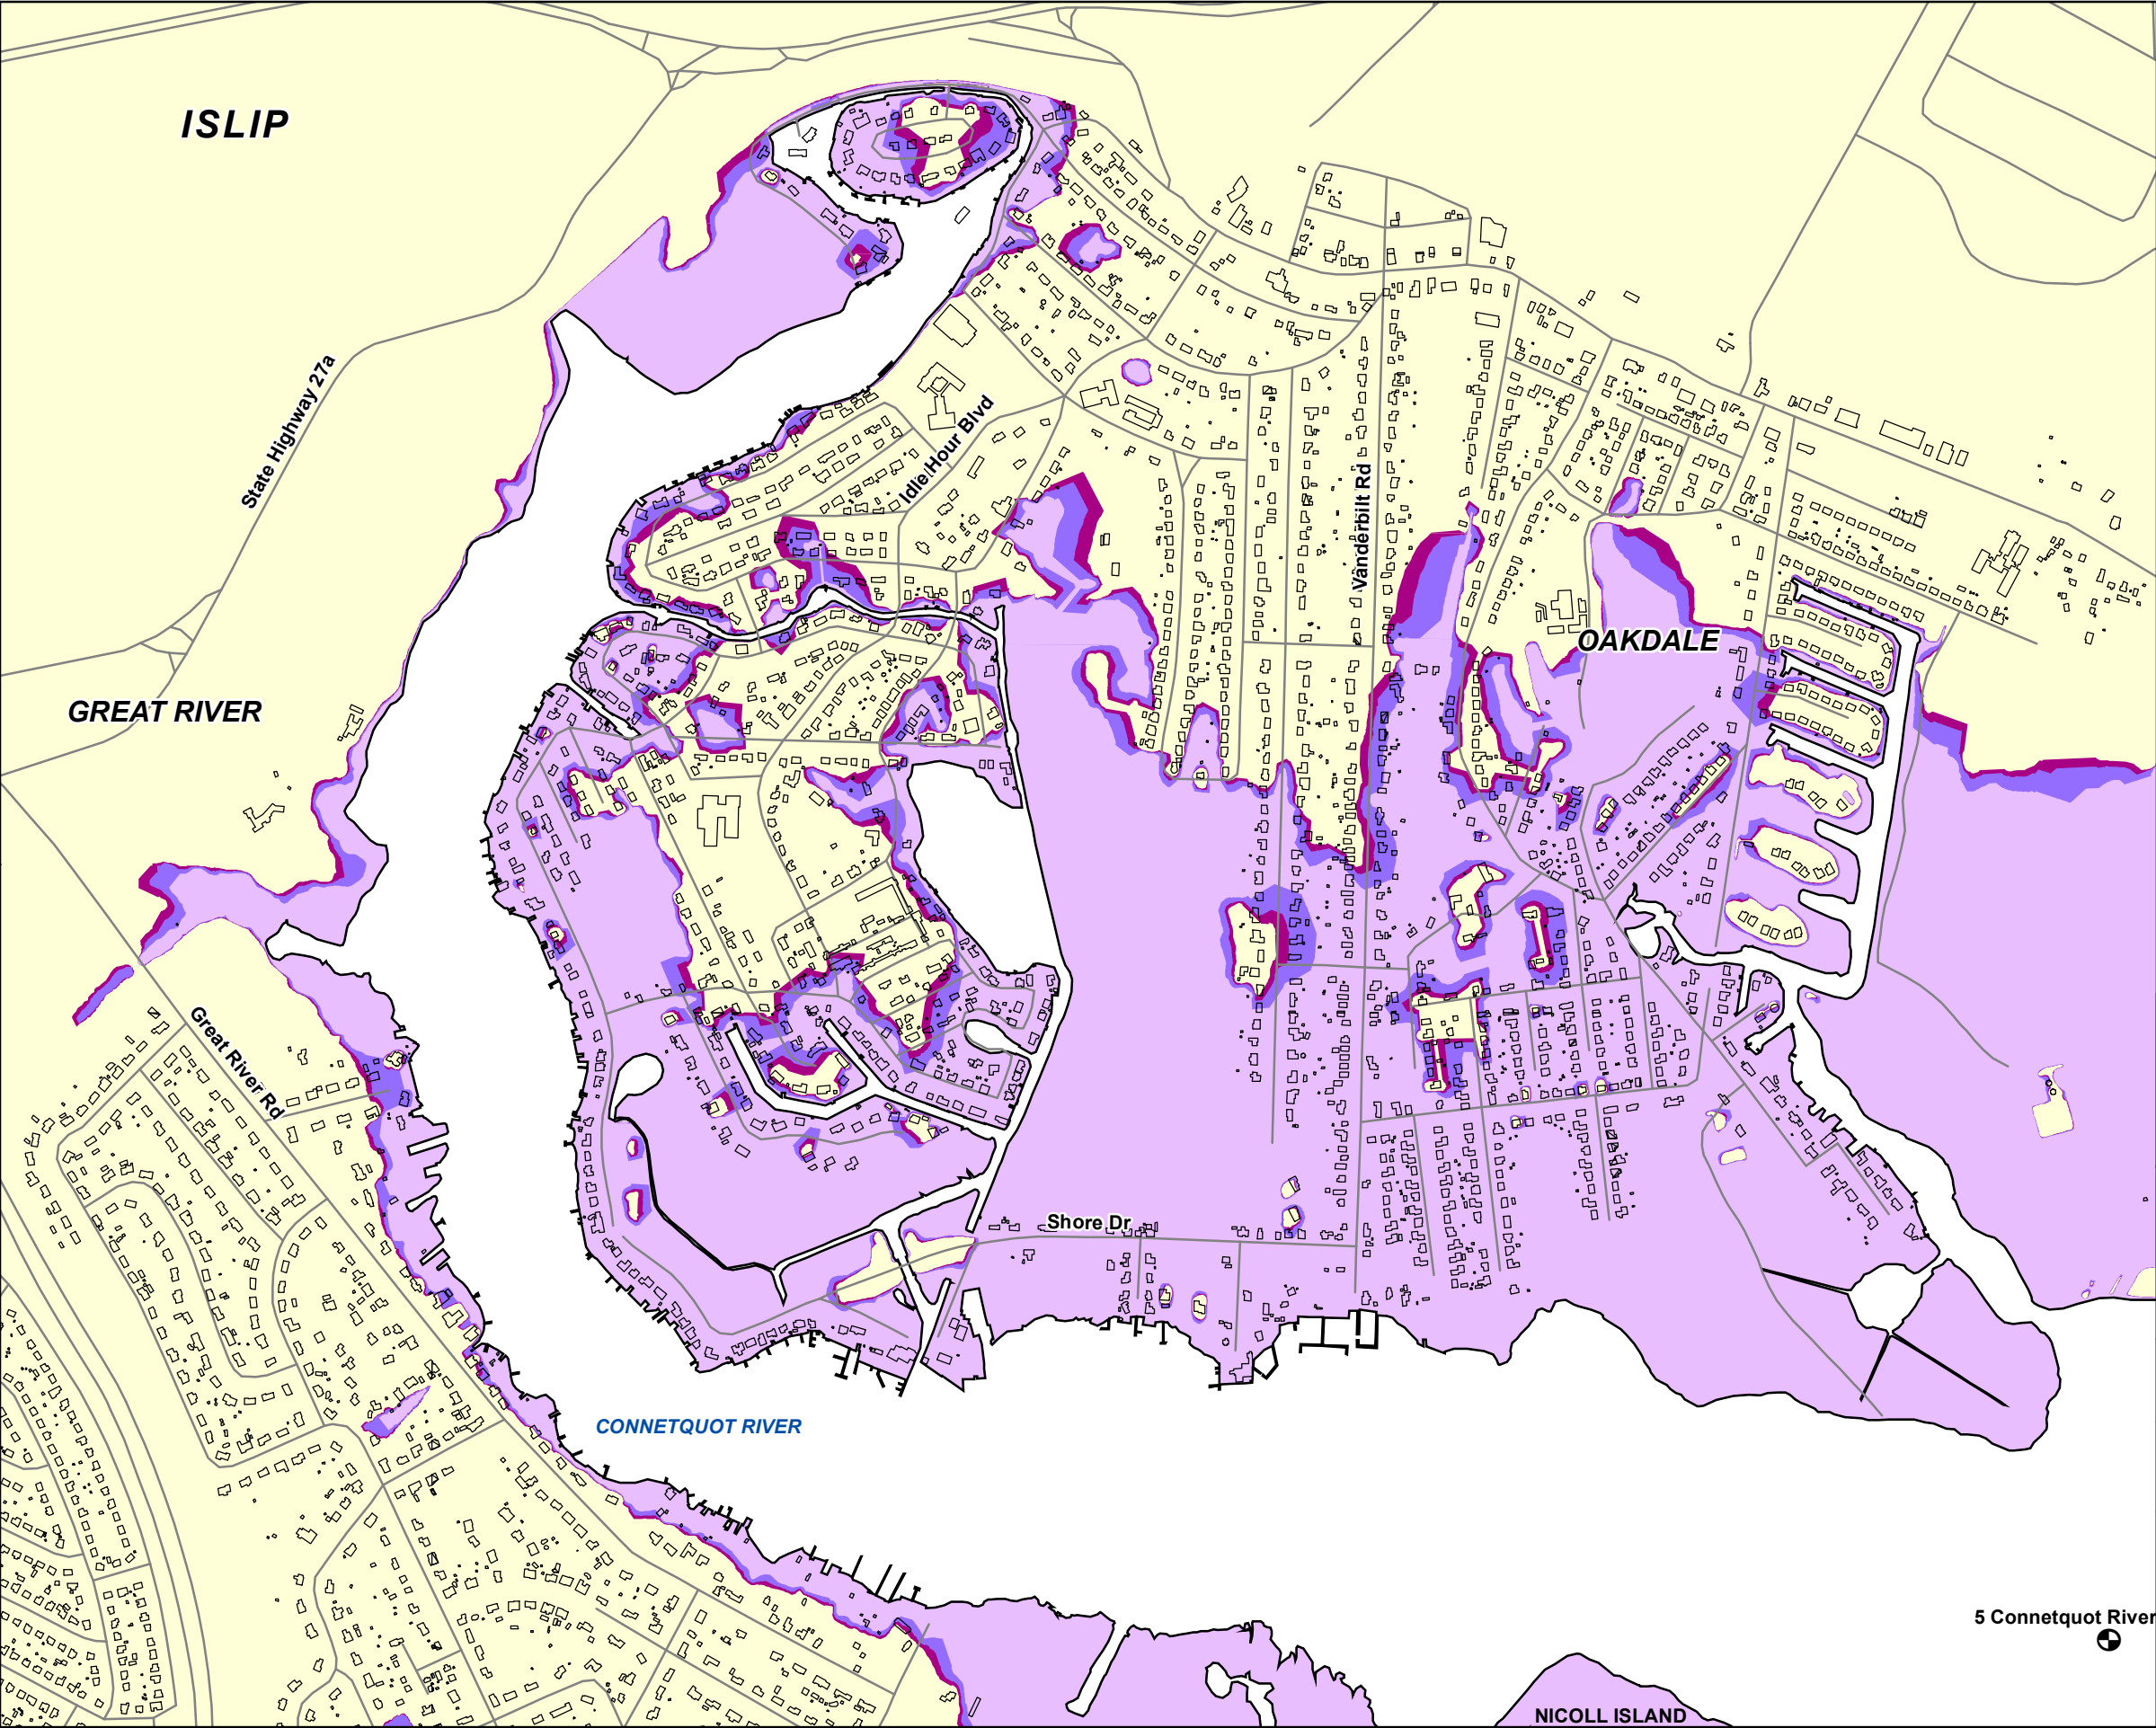 ISLIP
State Highway 27a
Idle Hour Blvd
Vanderbilt Rd
OAKDALE
GREAT RIVER
Great River Rd
Shore Dr
CONNETQUOT RIVER
5 Connetquot River
NICOLL ISLAND